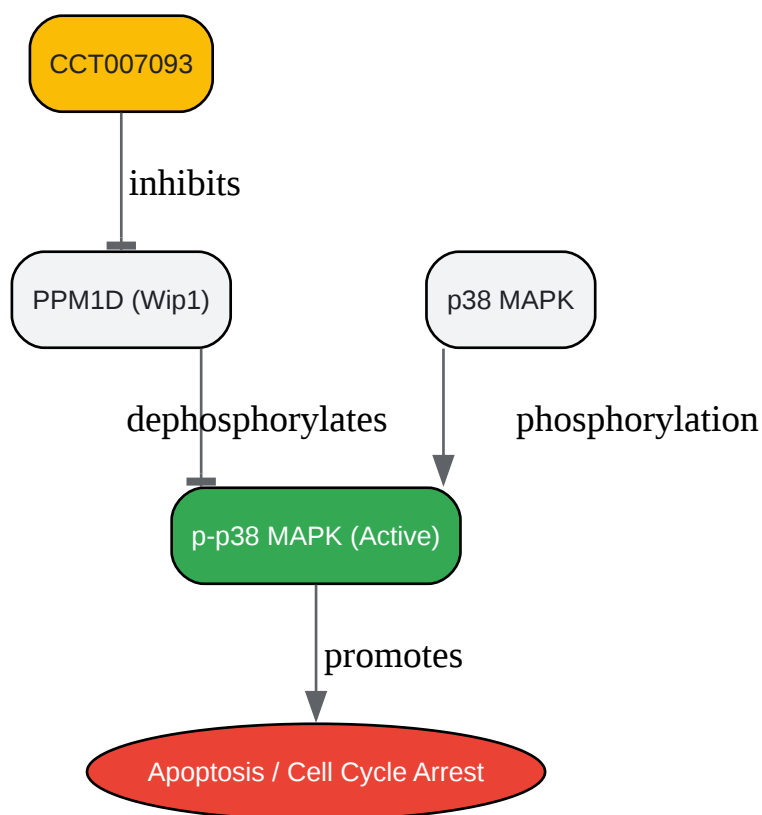 CCT007093
inhibits
PPM1D (Wip1)
p38 MAPK
dephosphorylates
phosphorylation
p-p38 MAPK (Active)
promotes
Apoptosis / Cell Cycle Arrest